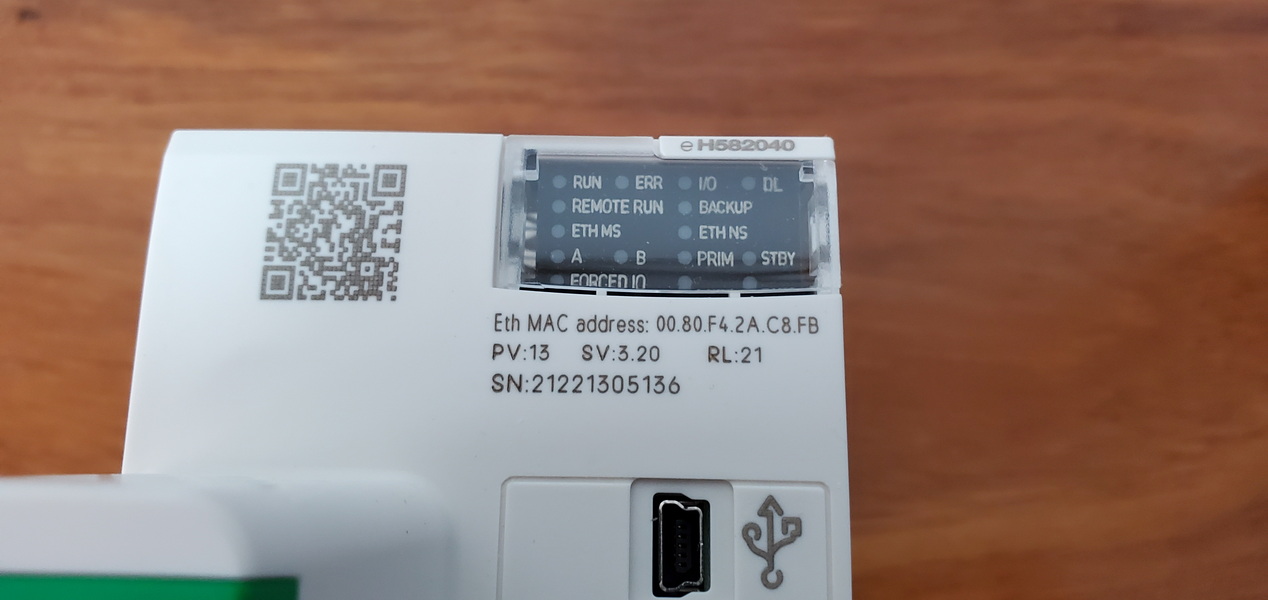 eH582040
RUN ERR I/O DL
REMOTE RUN BACKUP
ETH MS ETH NS
A B PRIM STBY
FORCED IO
Eth MAC address: 00.80.F4.2A.C8.FB
PV:13 SV:3.20 RL:21
SN:21221305136